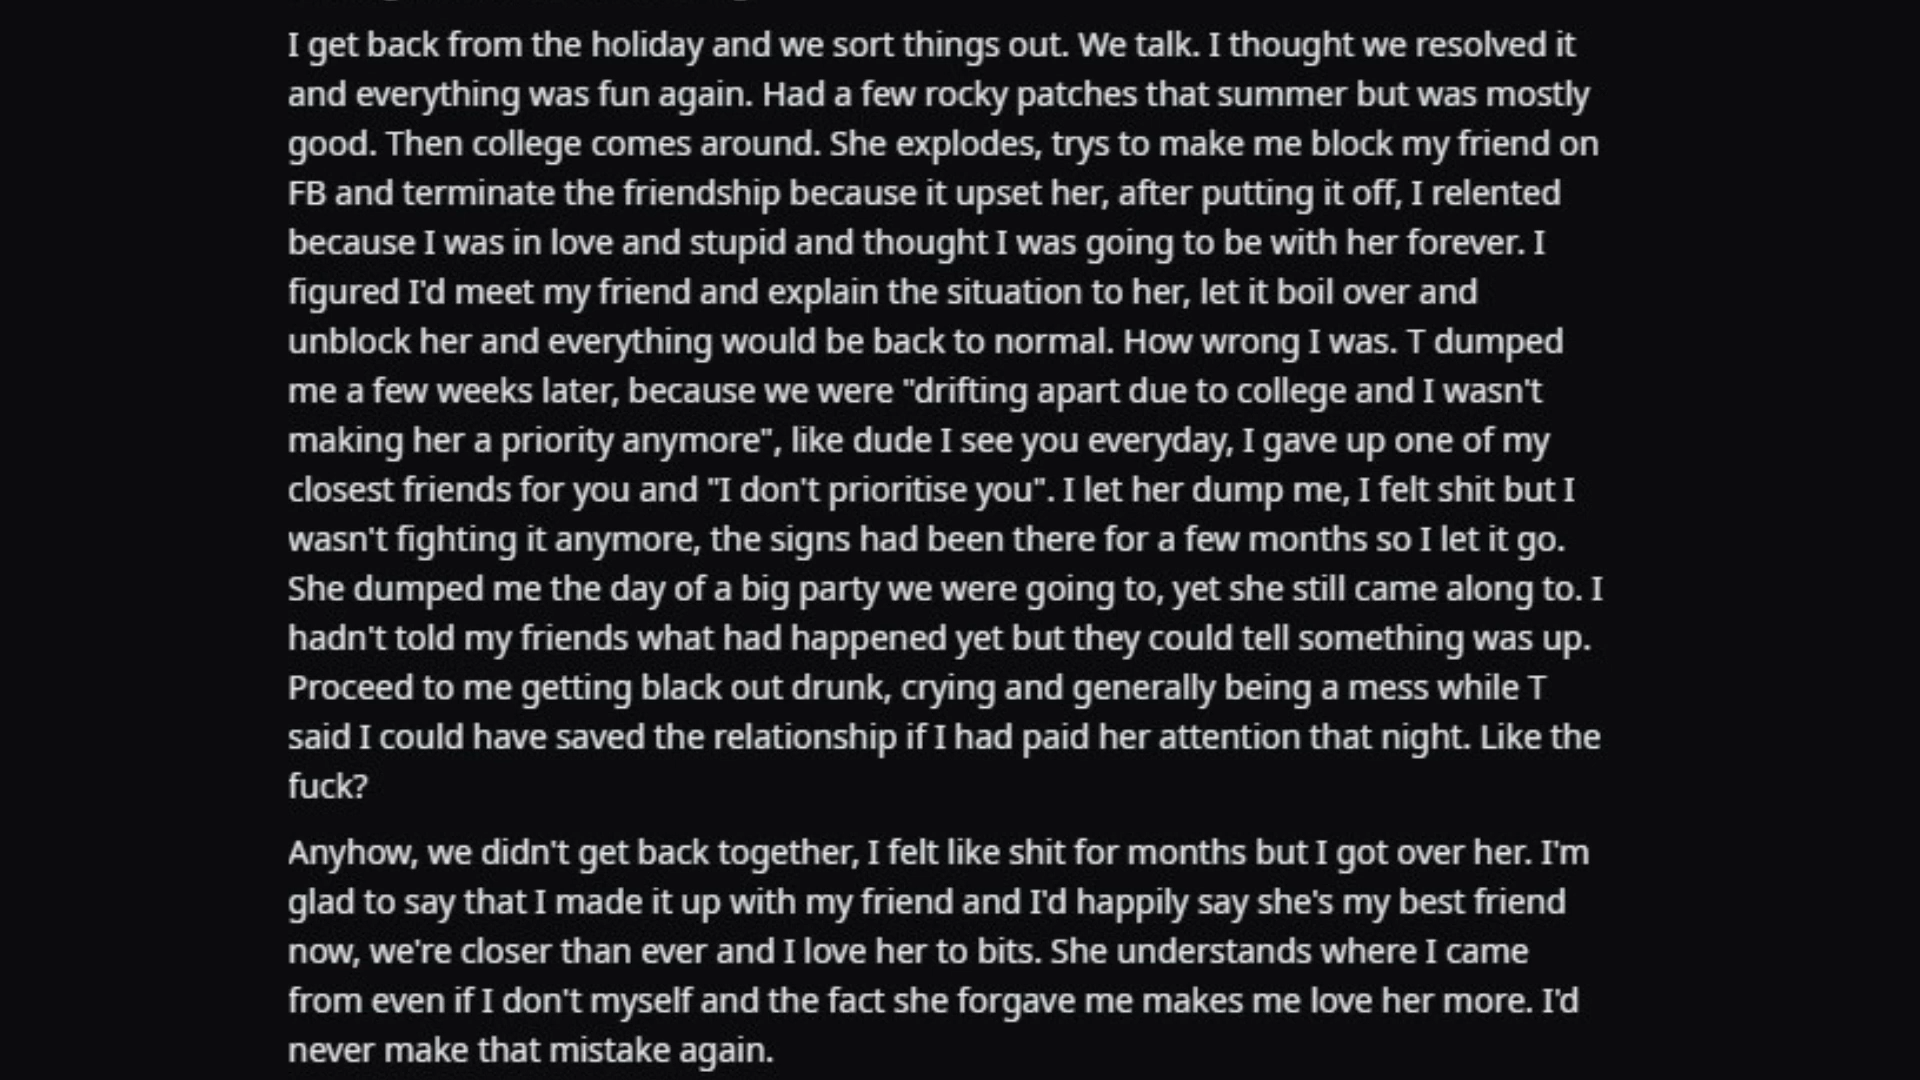 I get back from the holiday and we sort things out. We talk. I thought we resolved it
and everything was fun again. Had a few rocky patches that summer but was mostly
good. Then college comes around. She explodes, trys to make me block my friend on
FB and terminate the friendship because it upset her, after putting it off, I relented
because I was in love and stupid and thought I was going to be with her forever. I
figured I'd meet my friend and explain the situation to her, let it boil over and
unblock her and everything would be back to normal. How wrong I was. T dumped
me a few weeks later, because we were "drifting apart due to college and I wasn't
making her a priority anymore", like dude I see you everyday, I gave up one of my
closest friends for you and "I don't prioritise you". I let her dump me, I felt shit but I
wasn't fighting it anymore, the signs had been there for a few months so I let it go.
She dumped me the day of a big party we were going to, yet she still came along to. I
hadn't told my friends what had happened yet but they could tell something was up.
Proceed to me getting black out drunk, crying and generally being a mess while T
said I could have saved the relationship if I had paid her attention that night. Like the
fuck?
Anyhow, we didn't get back together, I felt like shit for months but I got over her. I'm
glad to say that I made it up with my friend and I'd happily say she's my best friend
now, we're closer than ever and I love her to bits. She understands where I came
from even if I don't myself and the fact she forgave me makes me love her more. I'd
never make that mistake again.